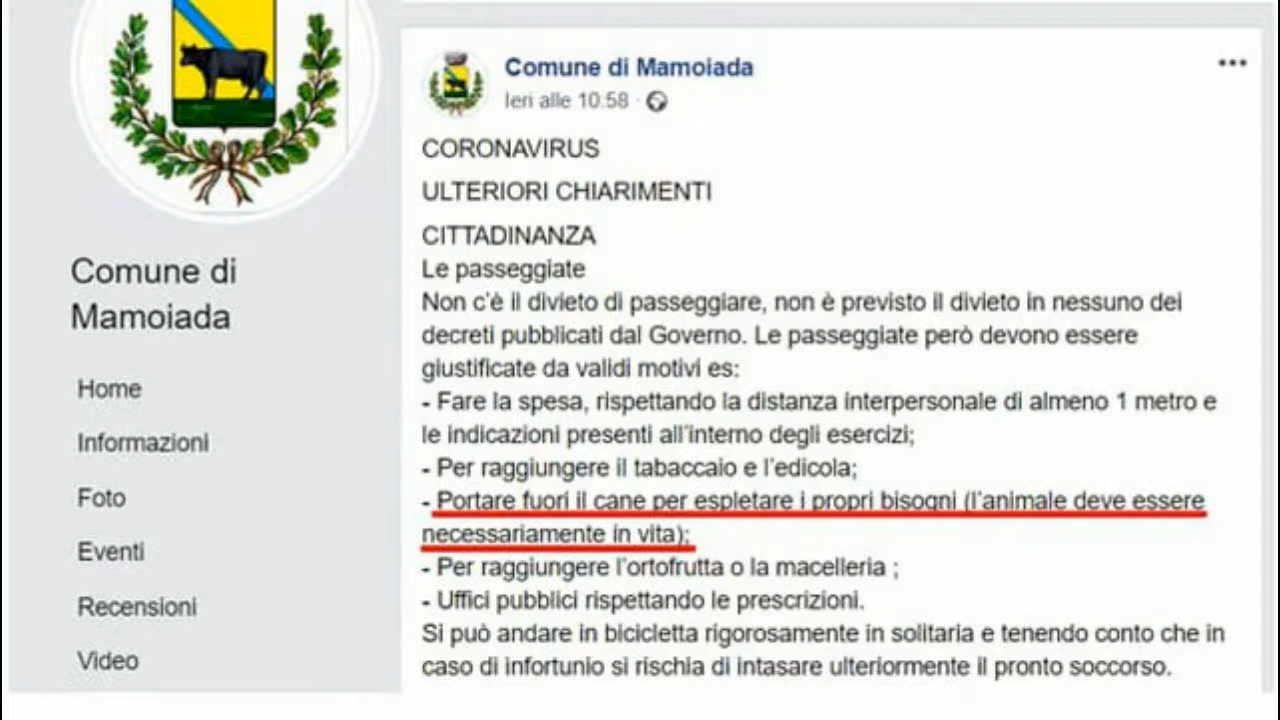 Comune di
Mamoiada
Home
Informazioni
Foto
Eventi
Recensioni
Video
Comune di Mamoiada
Ieri alle 10:58 ·
CORONAVIRUS
ULTERIORI CHIARIMENTI
CITTADINANZA
Le passeggiate
Non c'è il divieto di passeggiare, non è previsto il divieto in nessuno dei
decreti pubblicati dal Governo. Le passeggiate però devono essere
giustificate da validi motivi es:
- Fare la spesa, rispettando la distanza interpersonale di almeno 1 metro e
le indicazioni presenti all'interno degli esercizi;
- Per raggiungere il tabaccaio e l'edicola;
- Portare fuori il cane per espletare i propri bisogni (l'animale deve essere
necessariamente in vita);
- Per raggiungere l'ortofrutta o la macelleria ;
- Uffici pubblici rispettando le prescrizioni.
Si può andare in bicicletta rigorosamente in solitaria e tenendo conto che in
caso di infortunio si rischia di intasare ulteriormente il pronto soccorso.